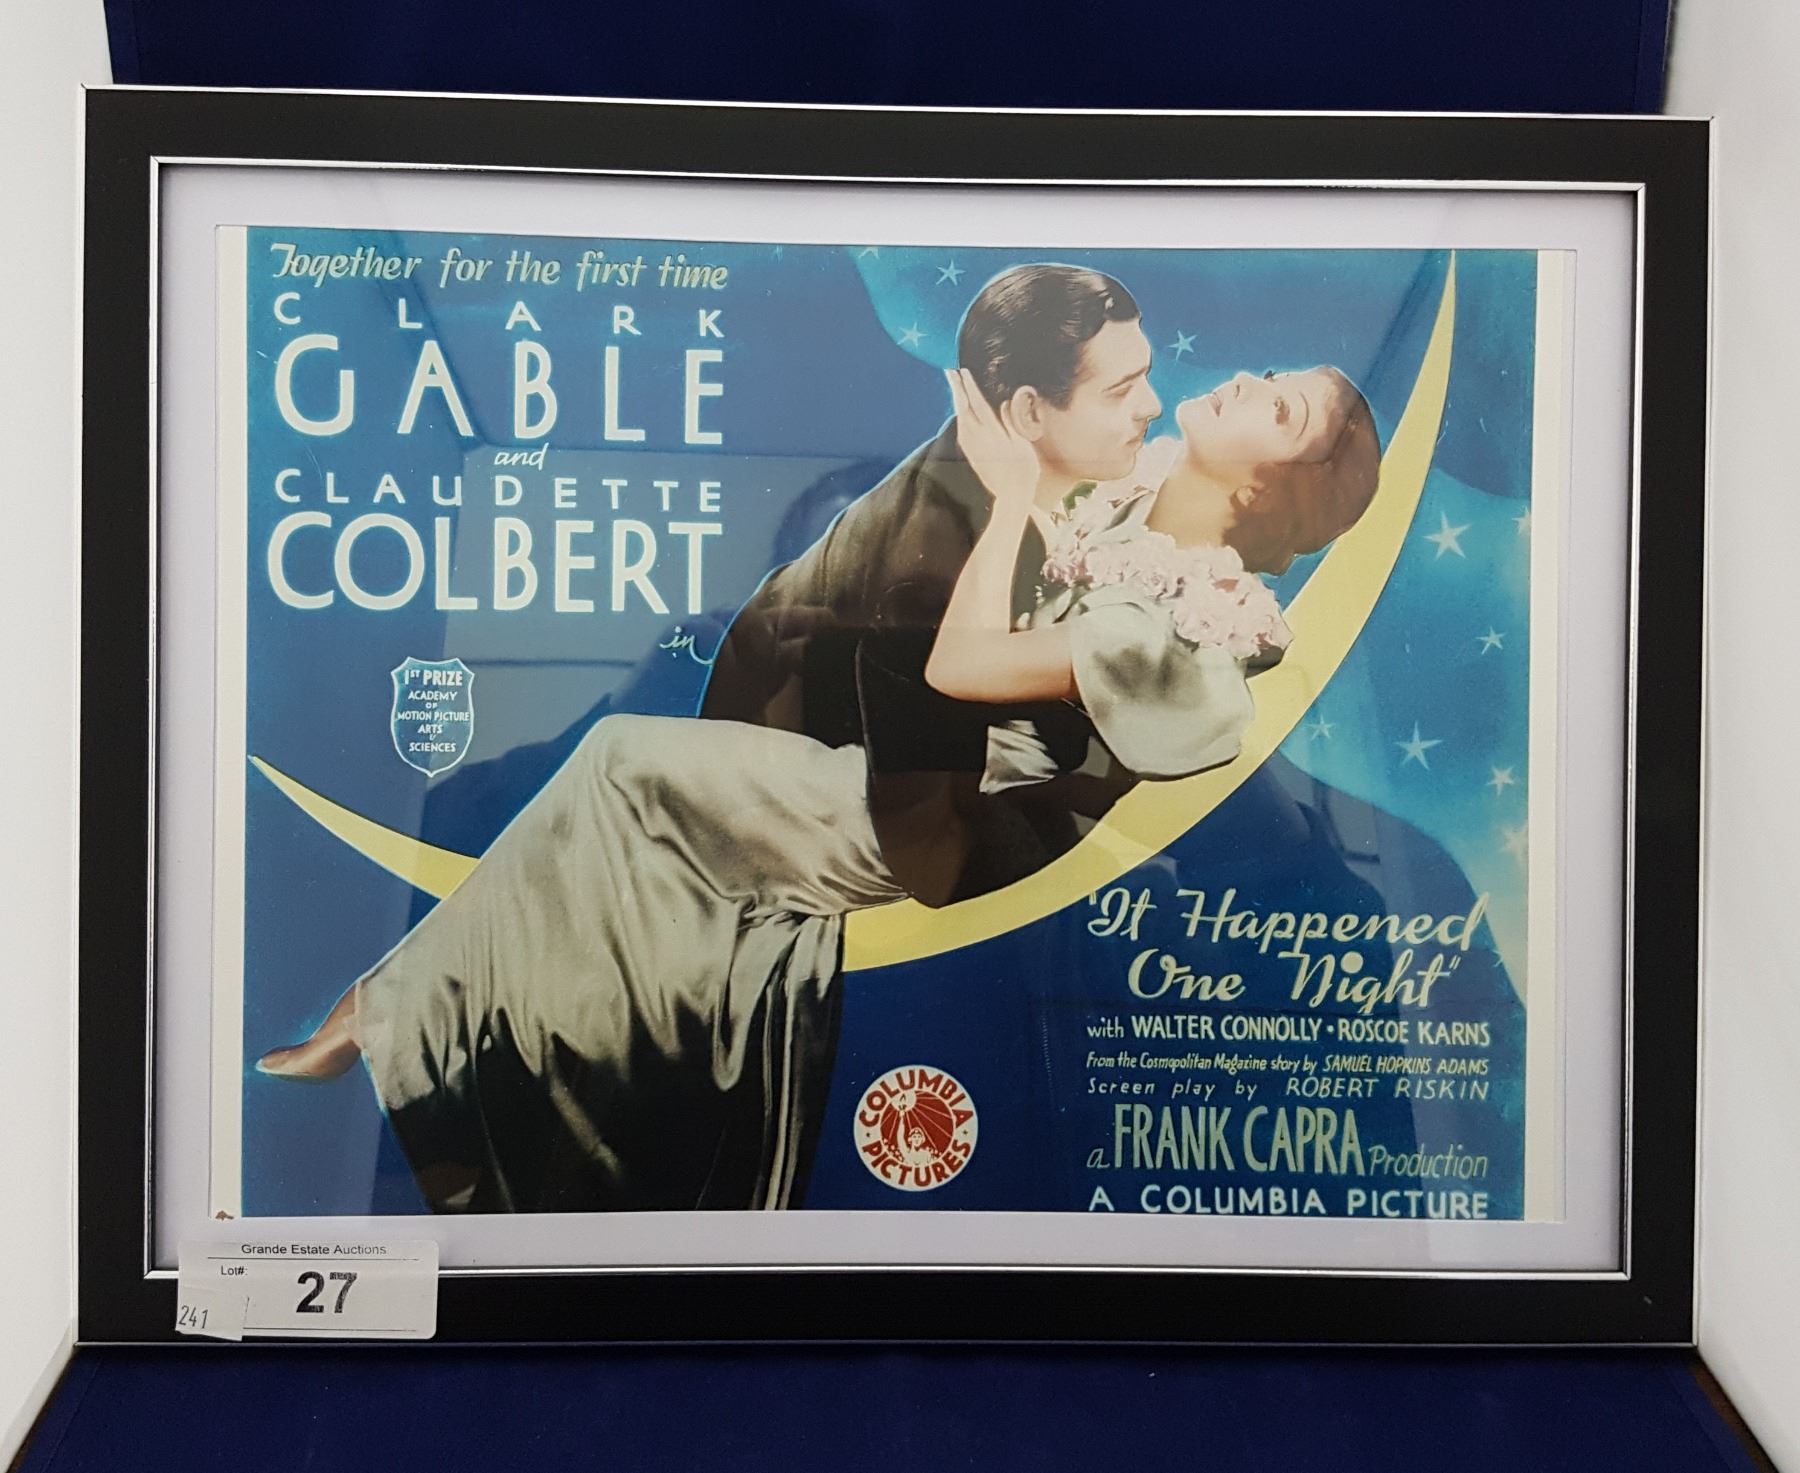 Together for the first time
CLARK
GABLE
and
CLAUDETTE
COLBERT
in
1ST PRIZE
ACADEMY
OF
MOTION PICTURE
ARTS
&
SCIENCES
"It Happened
One Night"
with WALTER CONNOLLY · ROSCOE KARNS
From the Cosmopolitan Magazine story by SAMUEL HOPKINS ADAMS
Screen play by ROBERT RISKIN
a FRANK CAPRA Production
A COLUMBIA PICTURE
COLUMBIA
PICTURES
Grande Estate Auctions
Lot#: 27
241